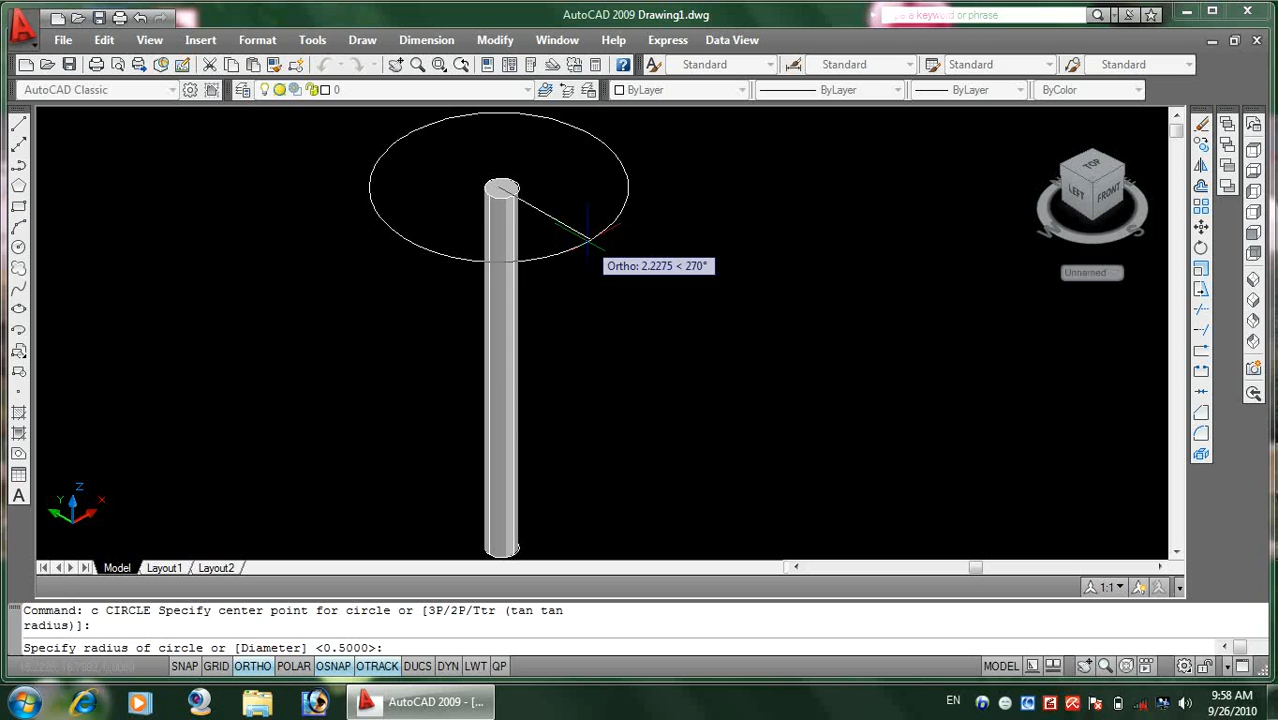 AutoCAD 2009 Drawing1.dwg
e a keyword or phrase
File Edit View Insert Format Tools Draw Dimension Modify Window Help Express Data View
Standard Standard Standard Standard
AutoCAD Classic 0 ByLayer ByLayer ByLayer ByColor
TOP
LEFT FRONT
W S
Unnamed
Ortho: 2.2275 < 270°
Z
Y X
A
Model Layout1 Layout2
1:1
Command: c CIRCLE Specify center point for circle or [3P/2P/Ttr (tan tan
radius)]:
Specify radius of circle or [Diameter] <0.5000>:
SNAP GRID ORTHO POLAR OSNAP OTRACK DUCS DYN LWT QP MODEL
AutoCAD 2009 - [... EN 9:58 AM
9/26/2010